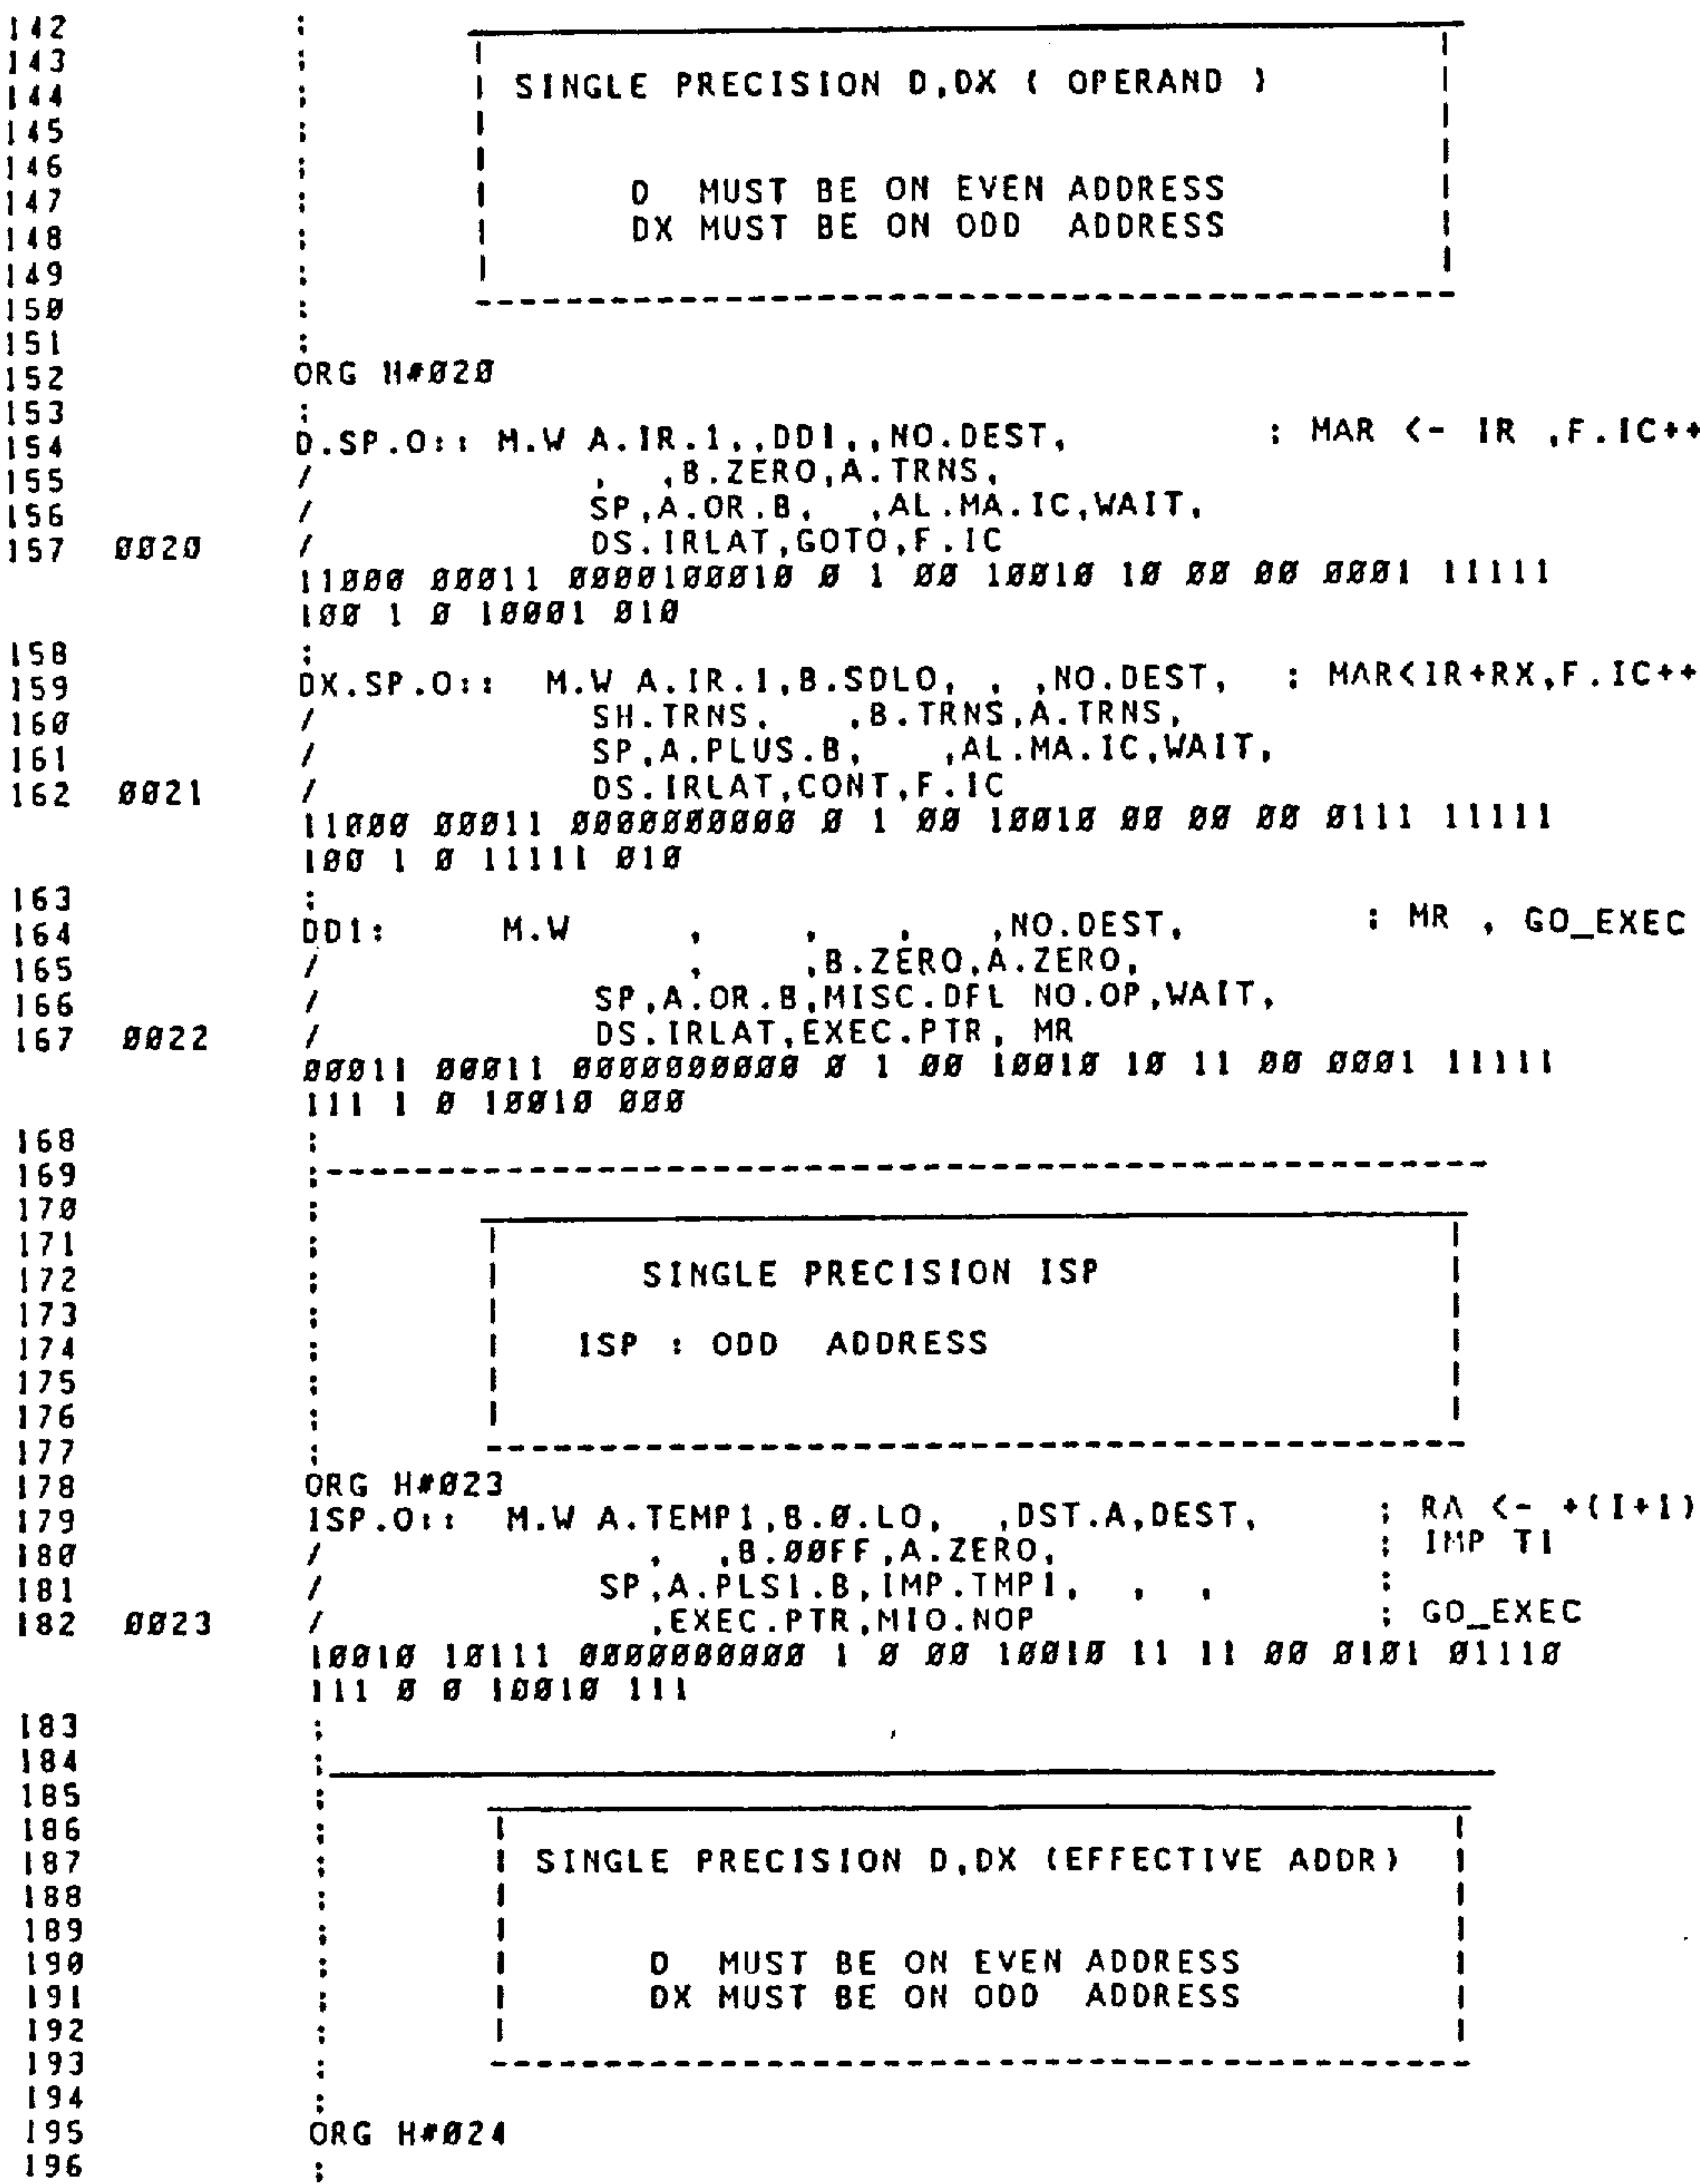 142 ;
143 ;
144 ; | SINGLE PRECISION D,DX ( OPERAND ) |
145 ; | |
146 ; | |
147 ; | D MUST BE ON EVEN ADDRESS |
148 ; | DX MUST BE ON ODD ADDRESS |
149 ; | |
150 ; --------------------------------------------------
151 ;
152 ORG H#020
153 ;
154 D.SP.O:: M.W A.IR.1,,DD1,,NO.DEST, ; MAR <- IR ,F.IC++
155 / , ,B.ZERO,A.TRNS,
156 / SP,A.OR.B, ,AL.MA.IC,WAIT,
157 0020 / DS.IRLAT,GOTO,F.IC
11000 00011 0000100010 0 1 00 10010 10 00 00 0001 11111
100 1 0 10001 010
158 ;
159 DX.SP.O:: M.W A.IR.1,B.SDLO, , ,NO.DEST, ; MAR<IR+RX,F.IC++
160 / SH.TRNS, ,B.TRNS,A.TRNS,
161 / SP,A.PLUS.B, ,AL.MA.IC,WAIT,
162 0021 / DS.IRLAT,CONT,F.IC
11000 00011 0000000000 0 1 00 10010 00 00 00 0111 11111
100 1 0 11111 010
163 ;
164 DD1: M.W , , , ,NO.DEST, ; MR , GO_EXEC
165 / , ,B.ZERO,A.ZERO,
166 / SP,A.OR.B,MISC.DFL NO.OP,WAIT,
167 0022 / DS.IRLAT,EXEC.PTR, MR
00011 00011 0000000000 0 1 00 10010 10 11 00 0001 11111
111 1 0 10010 000
168 ;
169 ;--------------------------------------------------
170 ;
171 ; | |
172 ; | SINGLE PRECISION ISP |
173 ; | |
174 ; | ISP : ODD ADDRESS |
175 ; | |
176 ; | |
177 ; --------------------------------------------------
178 ORG H#023
179 ISP.O:: M.W A.TEMP1,B.0.LO, ,DST.A,DEST, ; RA <- +(I+1)
180 / , ,B.00FF,A.ZERO, ; IMP T1
181 / SP,A.PLS1.B,IMP.TMP1, , , ;
182 0023 / ,EXEC.PTR,MIO.NOP ; GO_EXEC
10010 10111 0000000000 1 0 00 10010 11 11 00 0101 01110
111 0 0 10010 111
183 ;
184 ;
185 ;
186 ; | |
187 ; | SINGLE PRECISION D,DX (EFFECTIVE ADDR) |
188 ; | |
189 ; | |
190 ; | D MUST BE ON EVEN ADDRESS |
191 ; | DX MUST BE ON ODD ADDRESS |
192 ; | |
193 ; --------------------------------------------------
194 ;
195 ORG H#024
196 ;